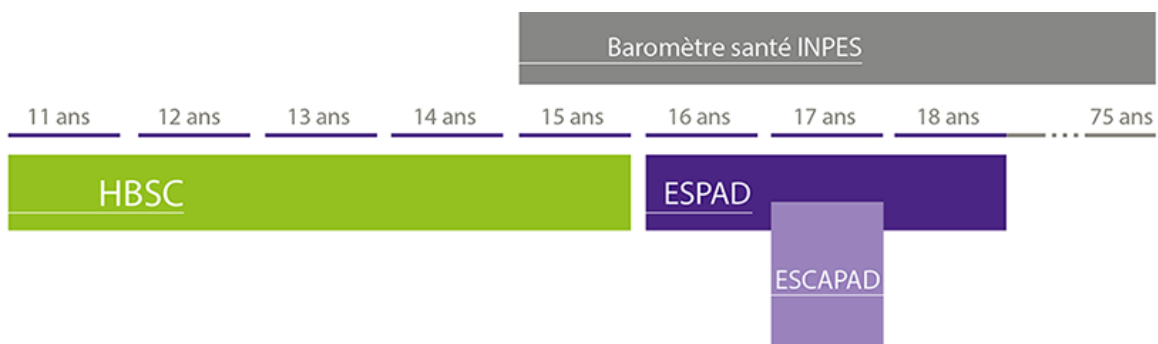 Baromètre santé INPES
11 ans 12 ans 13 ans 14 ans 15 ans 16 ans 17 ans 18 ans ... 75 ans
HBSC ESPAD
ESCAPAD